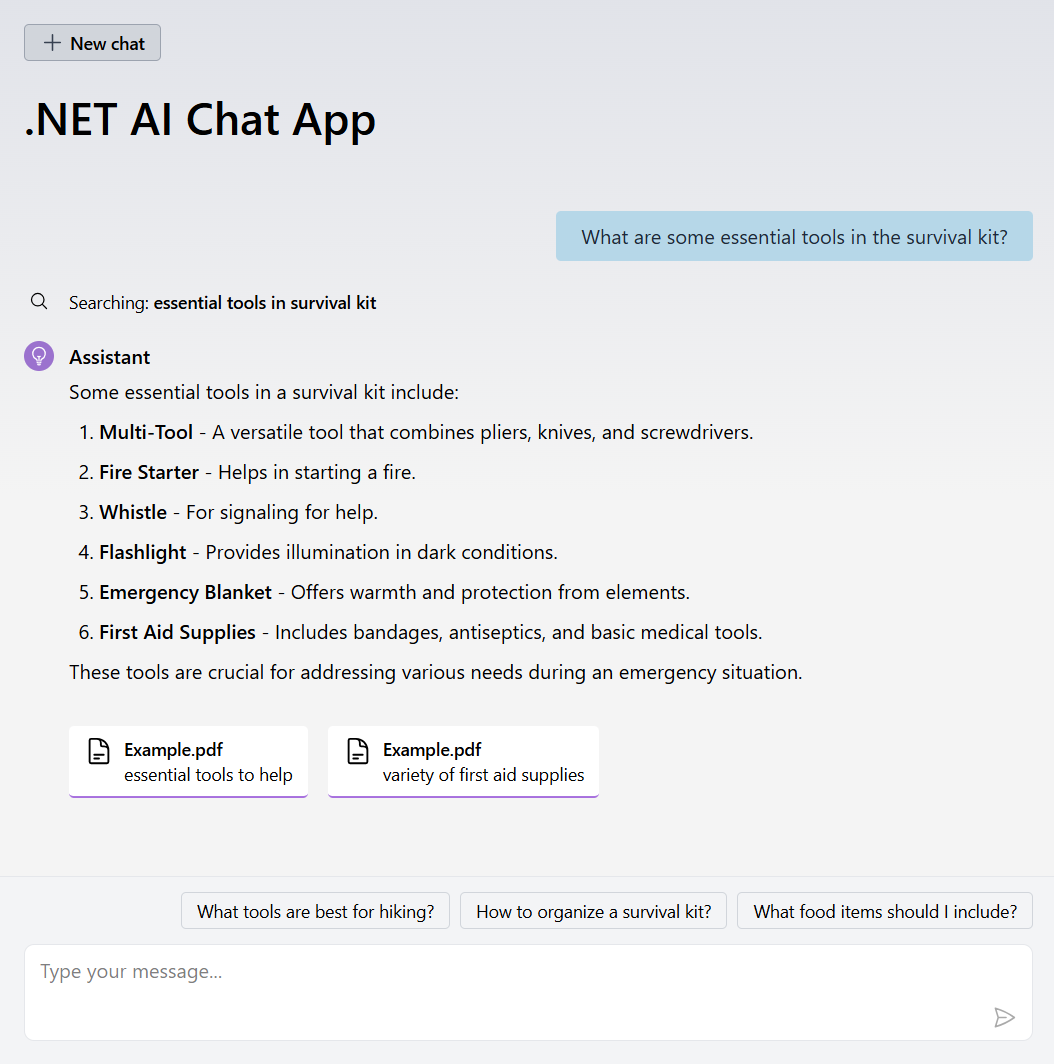 New chat
.NET AI Chat App
What are some essential tools in the survival kit?
Searching: essential tools in survival kit
Assistant
Some essential tools in a survival kit include:
1. Multi-Tool - A versatile tool that combines pliers, knives, and screwdrivers.
2. Fire Starter - Helps in starting a fire.
3. Whistle - For signaling for help.
4. Flashlight - Provides illumination in dark conditions.
5. Emergency Blanket - Offers warmth and protection from elements.
6. First Aid Supplies - Includes bandages, antiseptics, and basic medical tools.
These tools are crucial for addressing various needs during an emergency situation.
Example.pdf
essential tools to help
Example.pdf
variety of first aid supplies
What tools are best for hiking?
How to organize a survival kit?
What food items should I include?
Type your message...